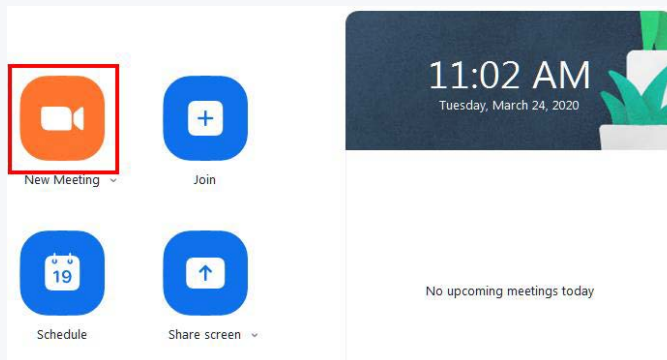 11:02 AM
Tuesday, March 24, 2020
New Meeting
Join
19
Schedule
Share screen
No upcoming meetings today